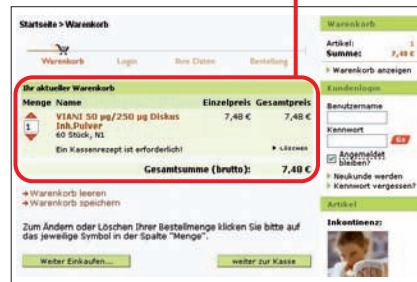 Startseite > Warenkorb
Warenkorb Login Ihre Daten Bestellung
Ihr aktueller Warenkorb
Menge Name Einzelpreis Gesamtpreis
1 VIANI 50 µg/250 µg Diskus 7,48 € 7,48 €
Inh.Pulver
60 Stück, N1
Ein Kassenrezept ist erforderlich! LÖSCHEN
Gesamtsumme (brutto): 7,48 €
Warenkorb leeren
Warenkorb speichern
Zum Ändern oder Löschen Ihrer Bestellmenge klicken Sie bitte auf
das jeweilige Symbol in der Spalte "Menge".
Weiter Einkaufen... weiter zur Kasse
Warenkorb
Artikel: 1
Summe: 7,48 €
Warenkorb anzeigen
Kundenlogin
Benutzername
Kennwort
Go
Angemeldet
bleiben?
Neukunde werden
Kennwort vergessen?
Artikel
Inkontinenz: